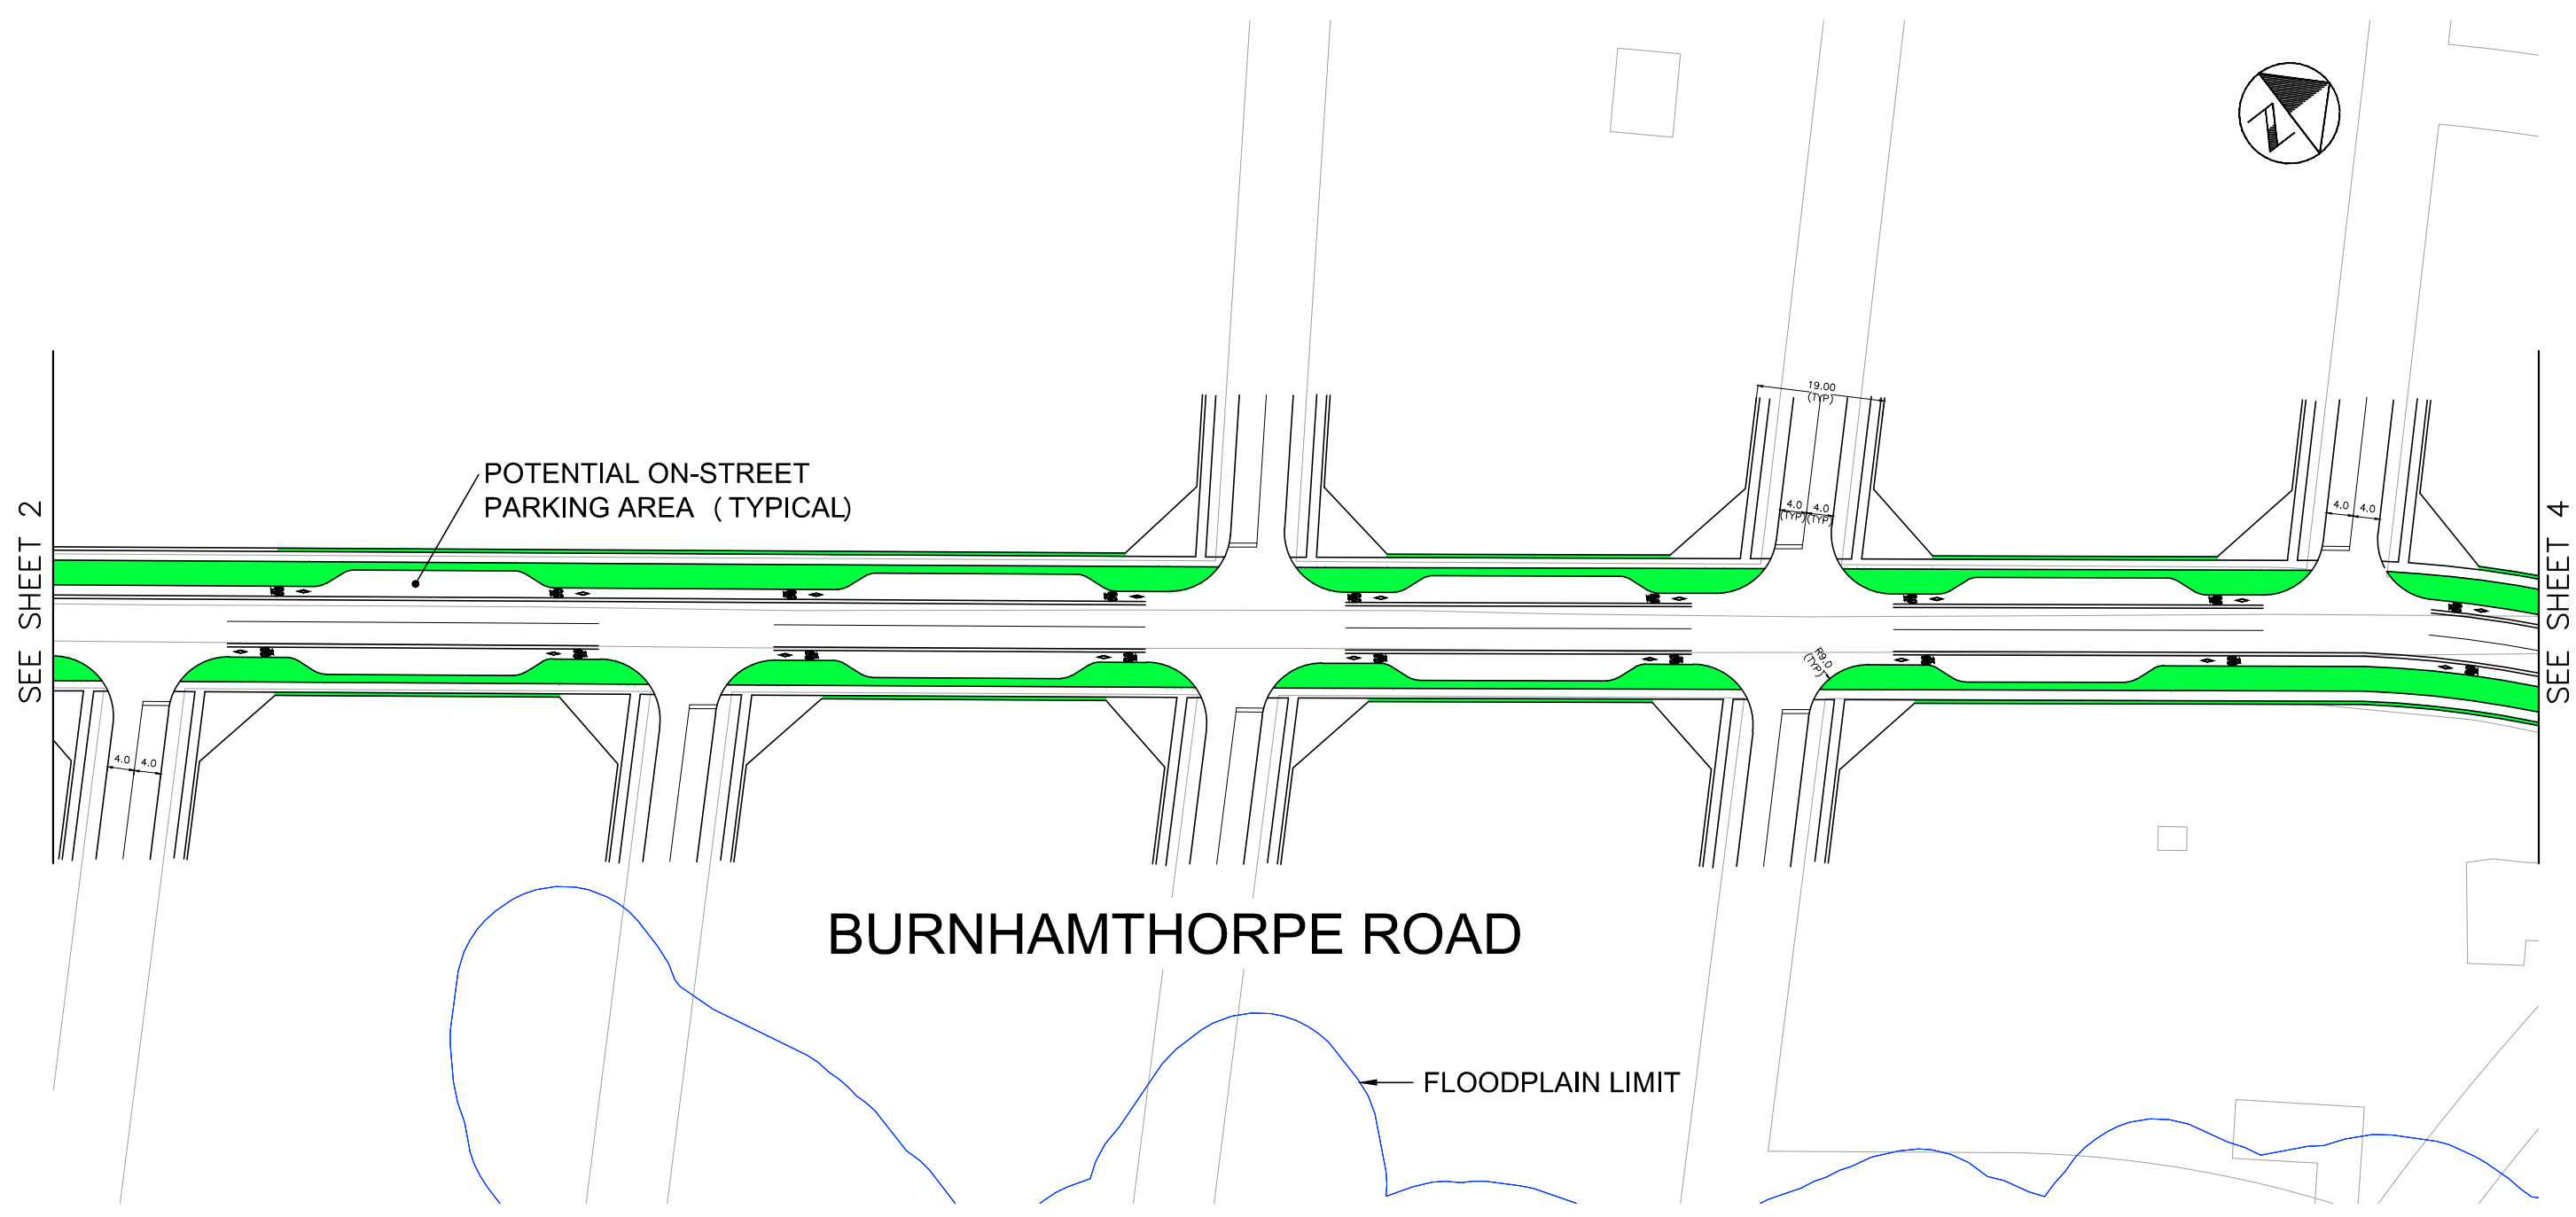 19.00
(TYP)
POTENTIAL ON-STREET
PARKING AREA ( TYPICAL)
4.0 4.0
(TYP)(TYP)
4.0 4.0
SEE SHEET 2
SEE SHEET 4
R9.0
(TYP)
4.0 4.0
BURNHAMTHORPE ROAD
FLOODPLAIN LIMIT